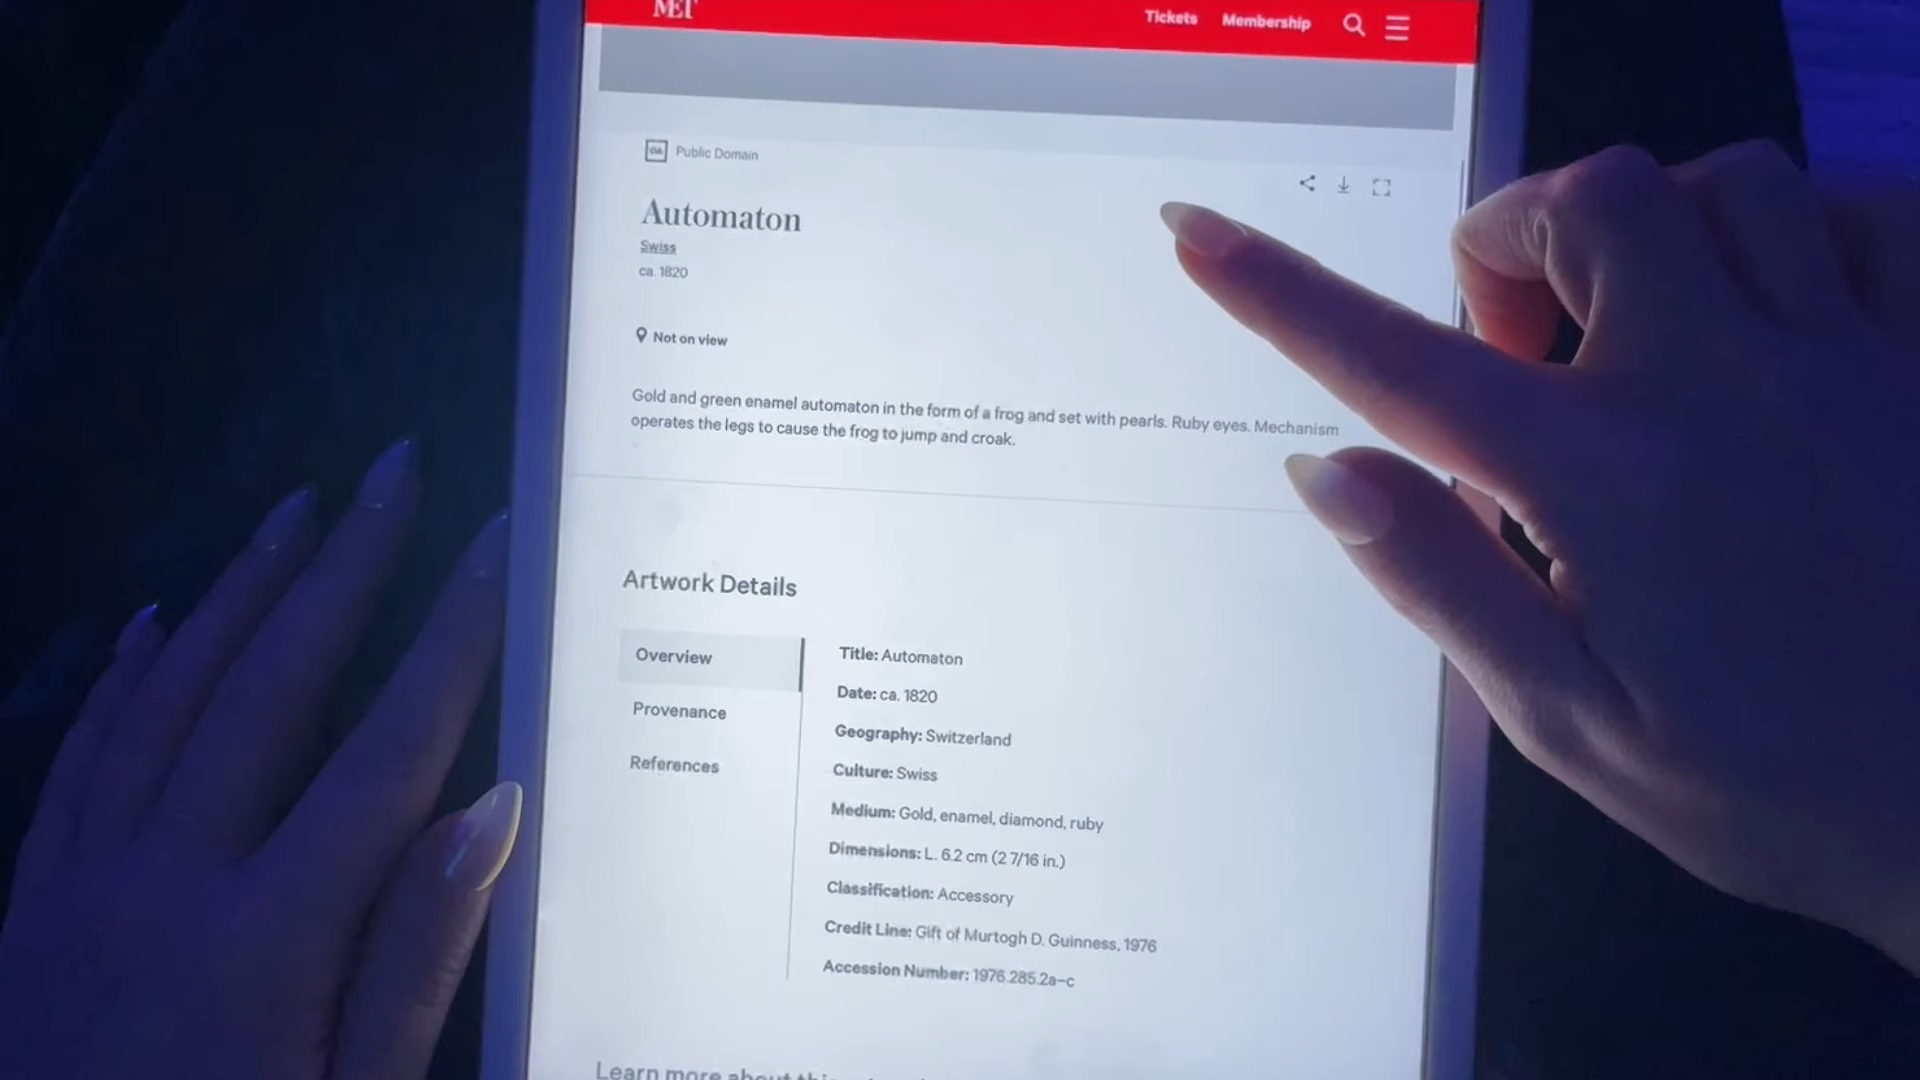 MET
Tickets Membership
OA Public Domain
Automaton
Swiss
ca. 1820
Not on view
Gold and green enamel automaton in the form of a frog and set with pearls. Ruby eyes. Mechanism
operates the legs to cause the frog to jump and croak.
Artwork Details
Overview
Provenance
References
Title: Automaton
Date: ca. 1820
Geography: Switzerland
Culture: Swiss
Medium: Gold, enamel, diamond, ruby
Dimensions: L. 6.2 cm (2 7/16 in.)
Classification: Accessory
Credit Line: Gift of Murtogh D. Guinness, 1976
Accession Number: 1976.285.2a–c
Learn more about this